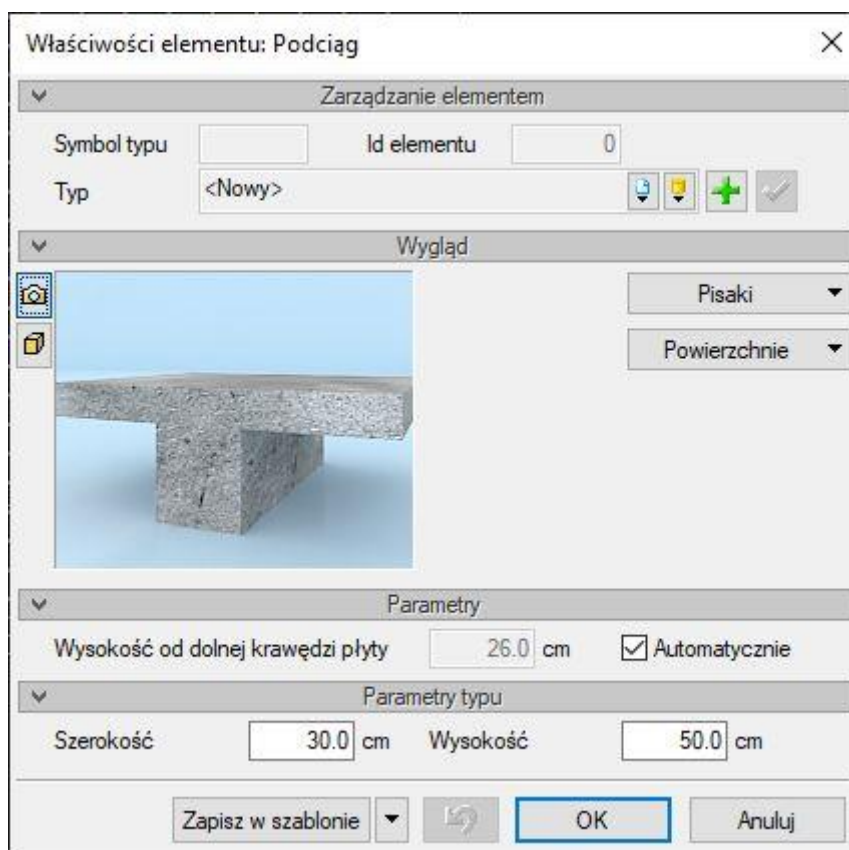 Właściwości elementu: Podciąg
Zarządzanie elementem
Symbol typu Id elementu 0
Typ <Nowy>
Wygląd
Pisaki
Powierzchnie
Parametry
Wysokość od dolnej krawędzi płyty 26.0 cm Automatycznie
Parametry typu
Szerokość 30.0 cm Wysokość 50.0 cm
Zapisz w szablonie OK Anuluj